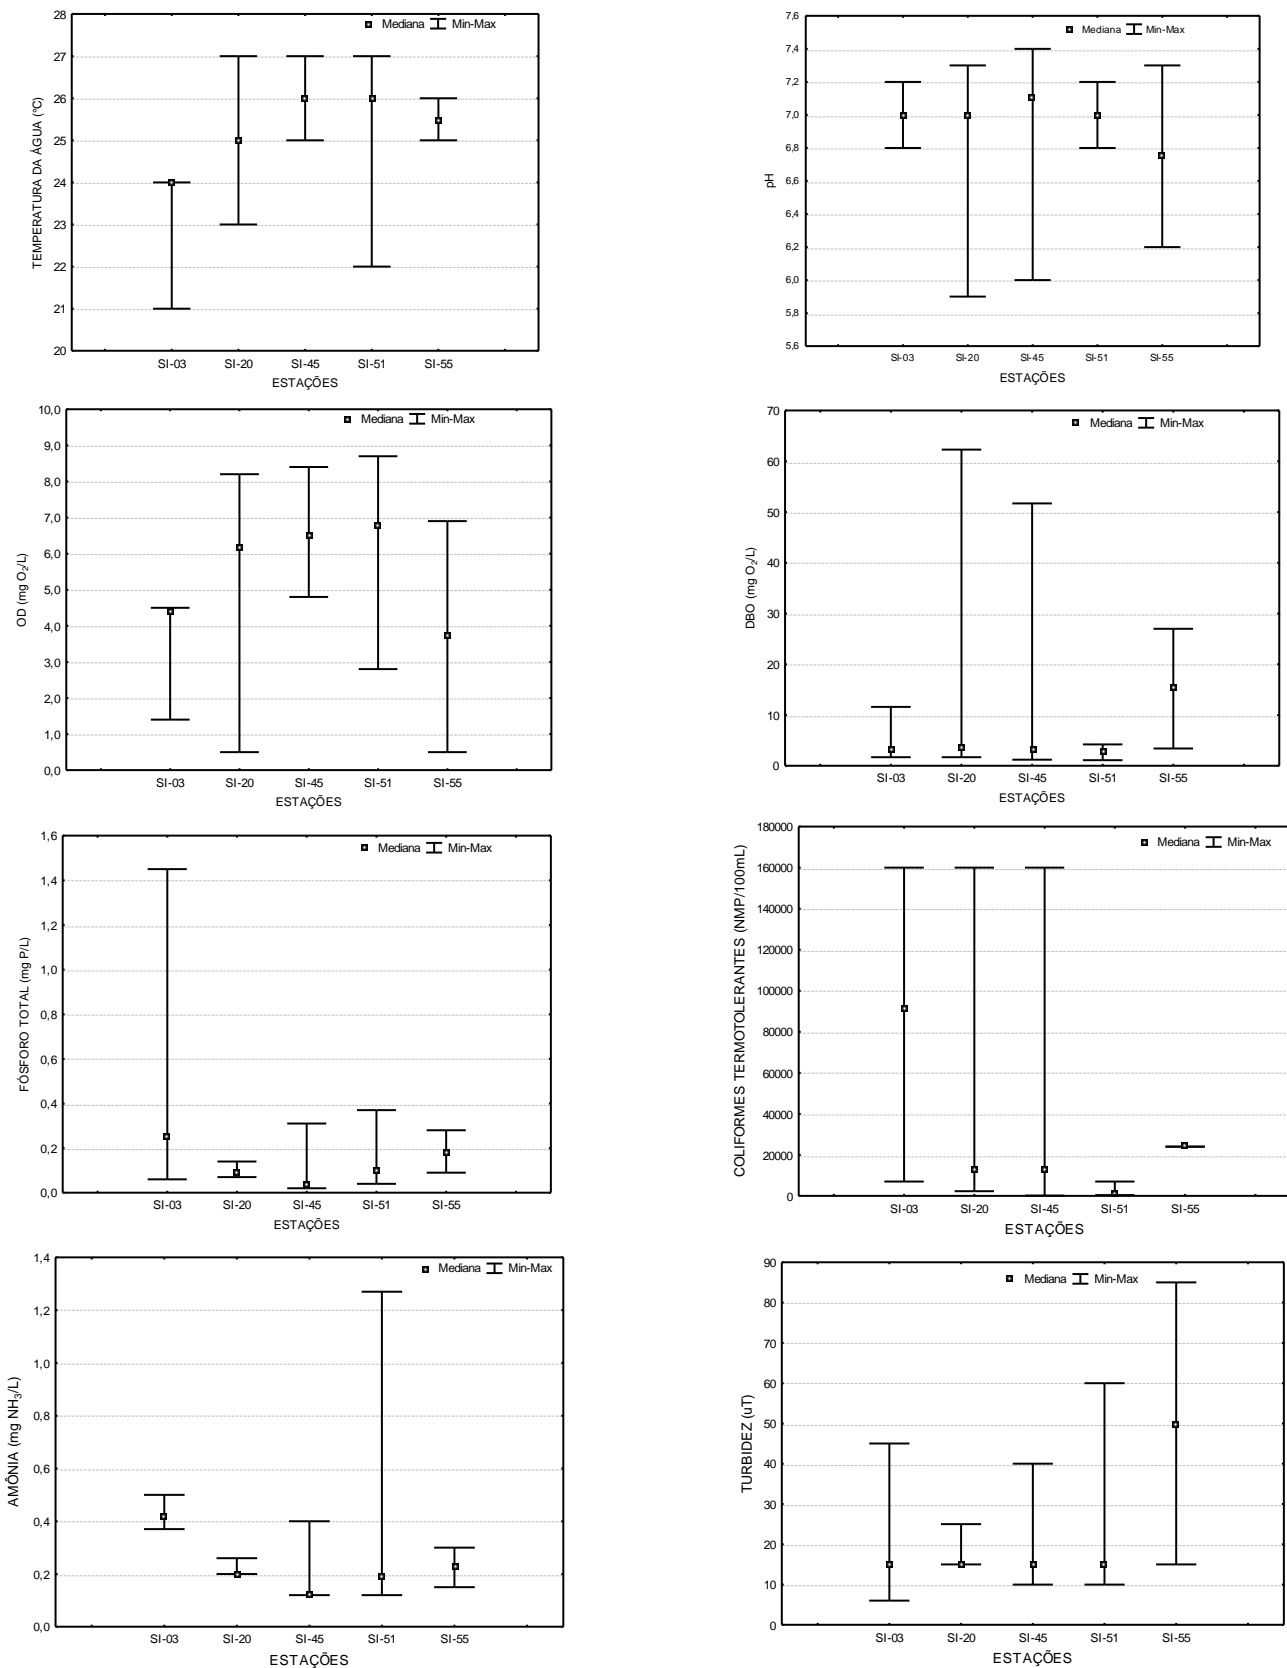 28
27
26
25
24
23
22
21
20
TEMPERATURA DA ÁGUA (ºC)
Mediana Min-Max
SI-03 SI-20 SI-45 SI-51 SI-55
ESTAÇÕES
7,6
7,4
7,2
7,0
6,8
6,6
6,4
6,2
6,0
5,8
5,6
pH
Mediana Min-Max
SI-03 SI-20 SI-45 SI-51 SI-55
ESTAÇÕES
10,0
9,0
8,0
7,0
6,0
5,0
4,0
3,0
2,0
1,0
0,0
OD (mg O₂/L)
Mediana Min-Max
SI-03 SI-20 SI-45 SI-51 SI-55
ESTAÇÕES
70
60
50
40
30
20
10
0
DBO (mg O₂/L)
Mediana Min-Max
SI-03 SI-20 SI-45 SI-51 SI-55
ESTAÇÕES
1,6
1,4
1,2
1,0
0,8
0,6
0,4
0,2
0,0
FÓSFORO TOTAL (mg P/L)
Mediana Min-Max
SI-03 SI-20 SI-45 SI-51 SI-55
ESTAÇÕES
180000
160000
140000
120000
100000
80000
60000
40000
20000
0
COLIFORMES TERMOTOLERANTES (NMP/100mL)
Mediana Min-Max
SI-03 SI-20 SI-45 SI-51 SI-55
ESTAÇÕES
1,4
1,2
1,0
0,8
0,6
0,4
0,2
0,0
AMÔNIA (mg NH₃/L)
Mediana Min-Max
SI-03 SI-20 SI-45 SI-51 SI-55
ESTAÇÕES
90
80
70
60
50
40
30
20
10
0
TURBIDEZ (uT)
Mediana Min-Max
SI-03 SI-20 SI-45 SI-51 SI-55
ESTAÇÕES